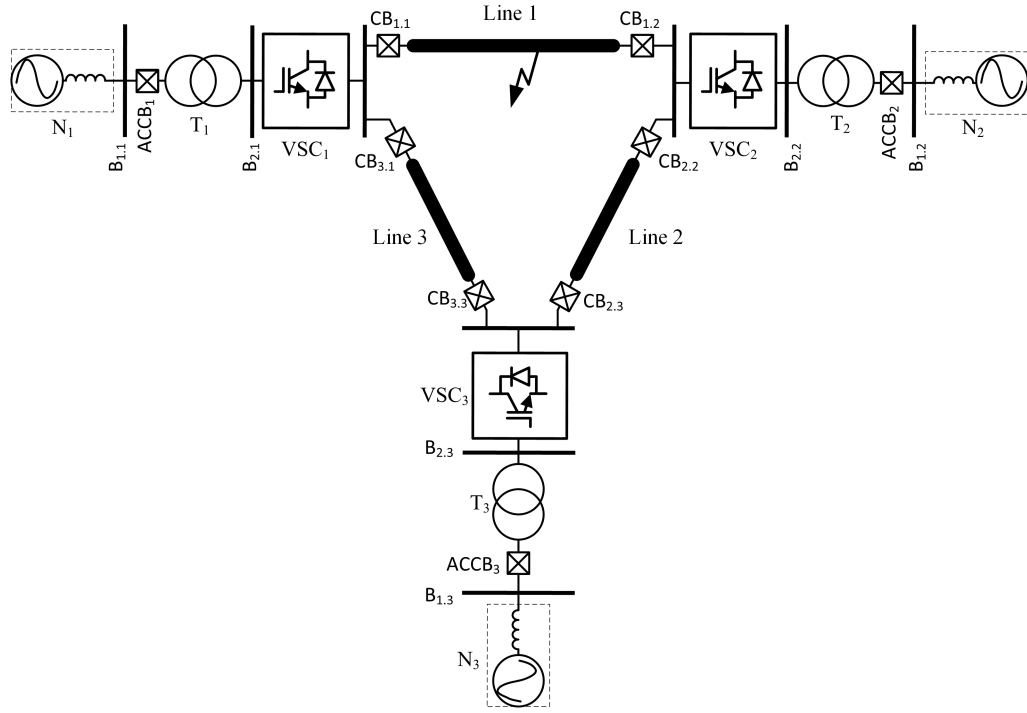 Line 1
CB1.1
CB1.2
N1
B1.1
ACCB1
T1
B2.1
VSC1
CB3.1
VSC2
CB2.2
B2.2
T2
ACCB2
B1.2
N2
Line 3
Line 2
CB3.3
CB2.3
VSC3
B2.3
T3
ACCB3
B1.3
N3